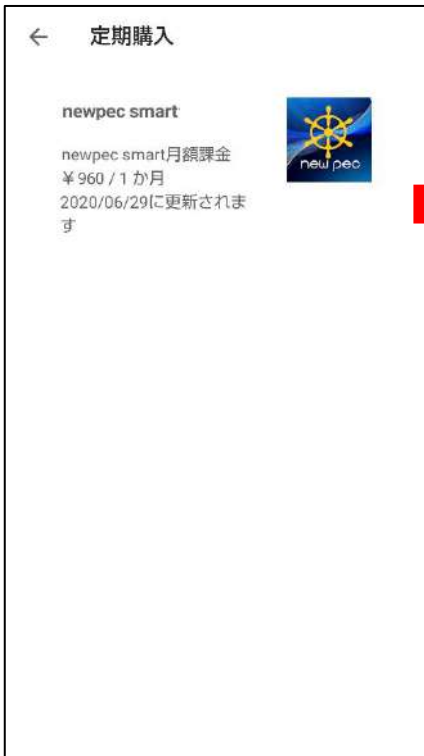 ← 定期購入
newpec smart
new pec
newpec smart月額課金
¥960 / 1 か月
2020/06/29に更新されま
す